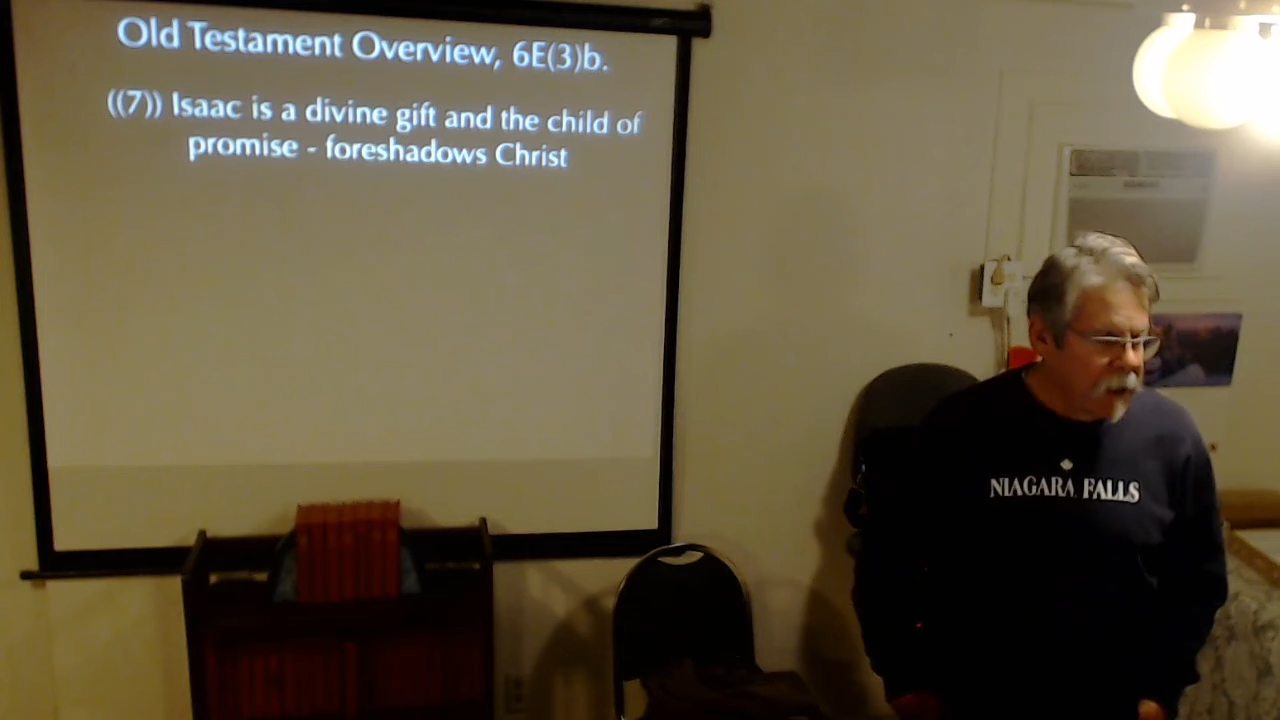 Old Testament Overview, 6E(3)b.
((7)) Isaac is a divine gift and the child of
promise - foreshadows Christ
NIAGARA FALLS